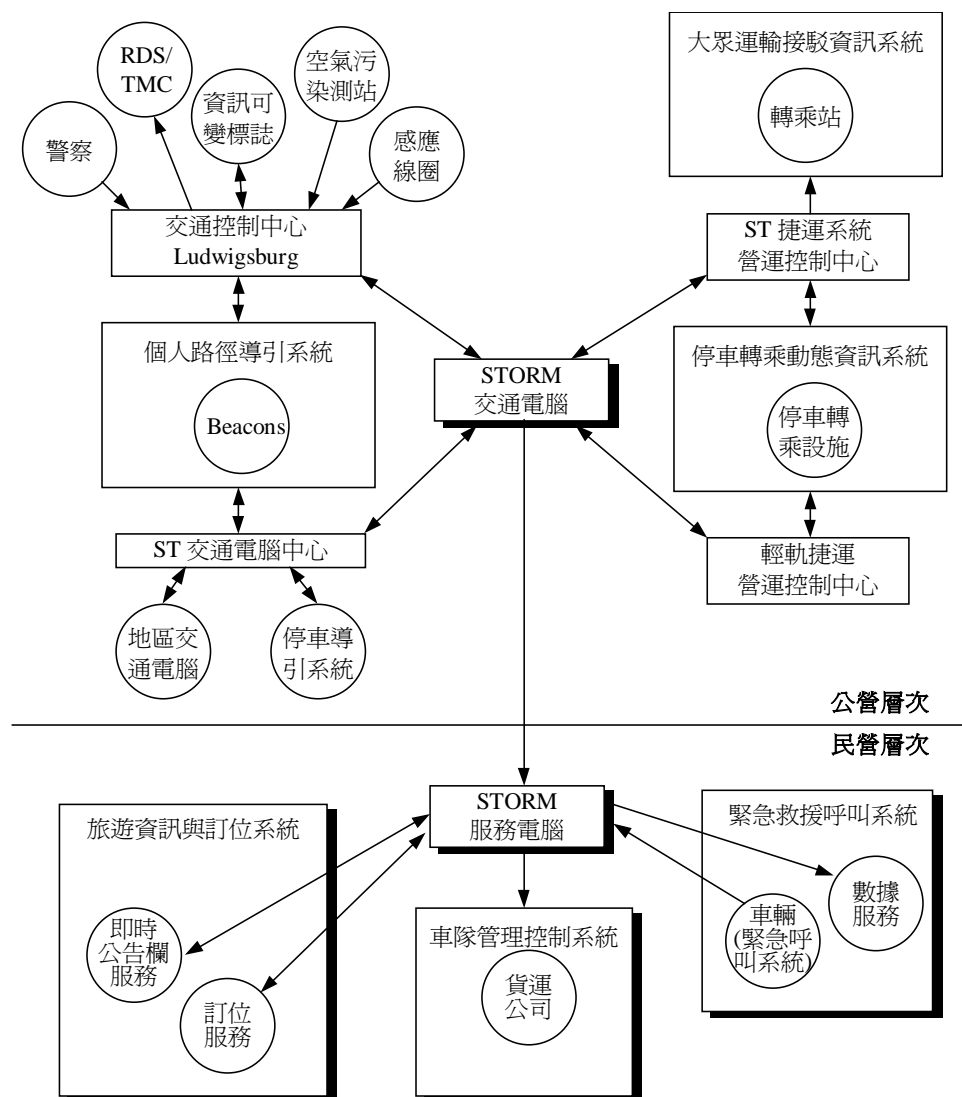 RDS/
TMC
空氣污
染測站
資訊可
變標誌
警察
感應
線圈
交通控制中心
Ludwigsburg
大眾運輸接駁資訊系統
轉乘站
ST 捷運系統
營運控制中心
個人路徑導引系統
Beacons
STORM
交通電腦
停車轉乘動態資訊系統
停車轉
乘設施
ST 交通電腦中心
輕軌捷運
營運控制中心
地區交
通電腦
停車導
引系統
公營層次
民營層次
STORM
服務電腦
旅遊資訊與訂位系統
即時
公告欄
服務
訂位
服務
車隊管理控制系統
貨運
公司
緊急救援呼叫系統
數據
服務
車輛
(緊急呼
叫系統)